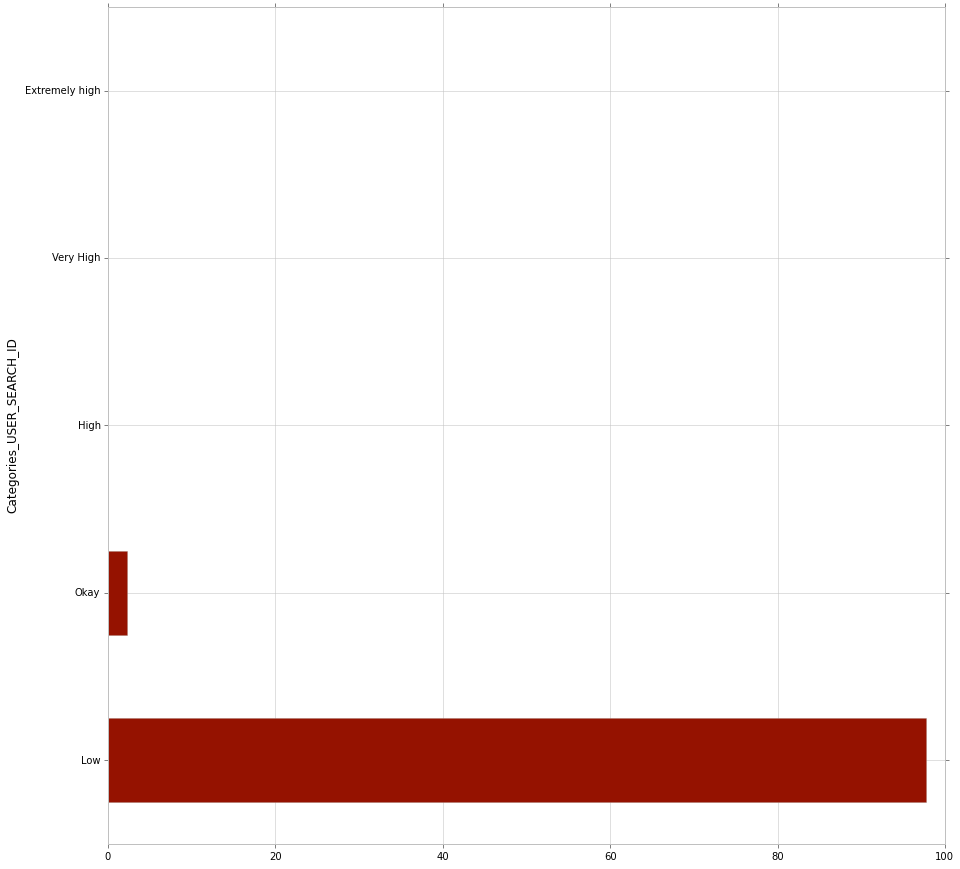 Extremely high
Very High
High
Okay
Low
Categories_USER_SEARCH_ID
0 20 40 60 80 100